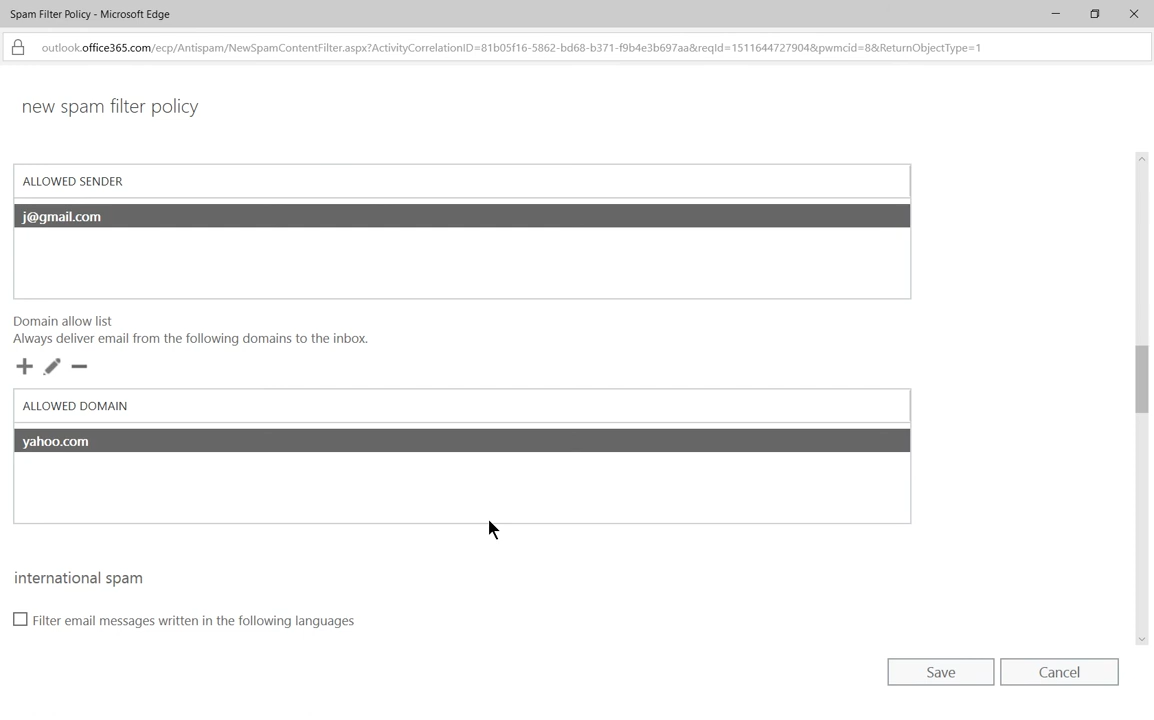 Spam Filter Policy - Microsoft Edge
outlook.office365.com/ecp/Antispam/NewSpamContentFilter.aspx?ActivityCorrelationID=81b05f16-5862-bd68-b371-f9b4e3b697aa&reqId=1511644727904&pwmcid=8&ReturnObjectType=1
new spam filter policy
ALLOWED SENDER
j@gmail.com
Domain allow list
Always deliver email from the following domains to the inbox.
ALLOWED DOMAIN
yahoo.com
international spam
Filter email messages written in the following languages
Save Cancel